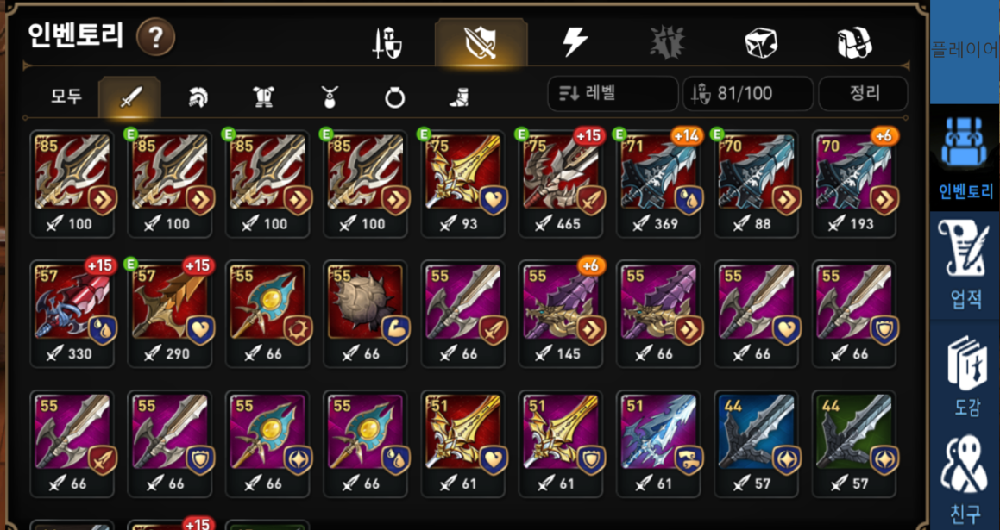 인벤토리 ?
플레이어
모두 레벨 81/100 정리
85 E 85 E 85 E 85 E 75 E 75 +15 E 71 +14 E 70 70 +6
100 100 100 100 93 465 369 88 193
인벤토리
57 +15 E 57 +15 55 55 55 55 +6 55 55 55
330 290 66 66 66 145 66 66 66
업적
55 55 55 55 51 51 51 44 44
66 66 66 66 61 61 61 57 57
도감
+15
친구